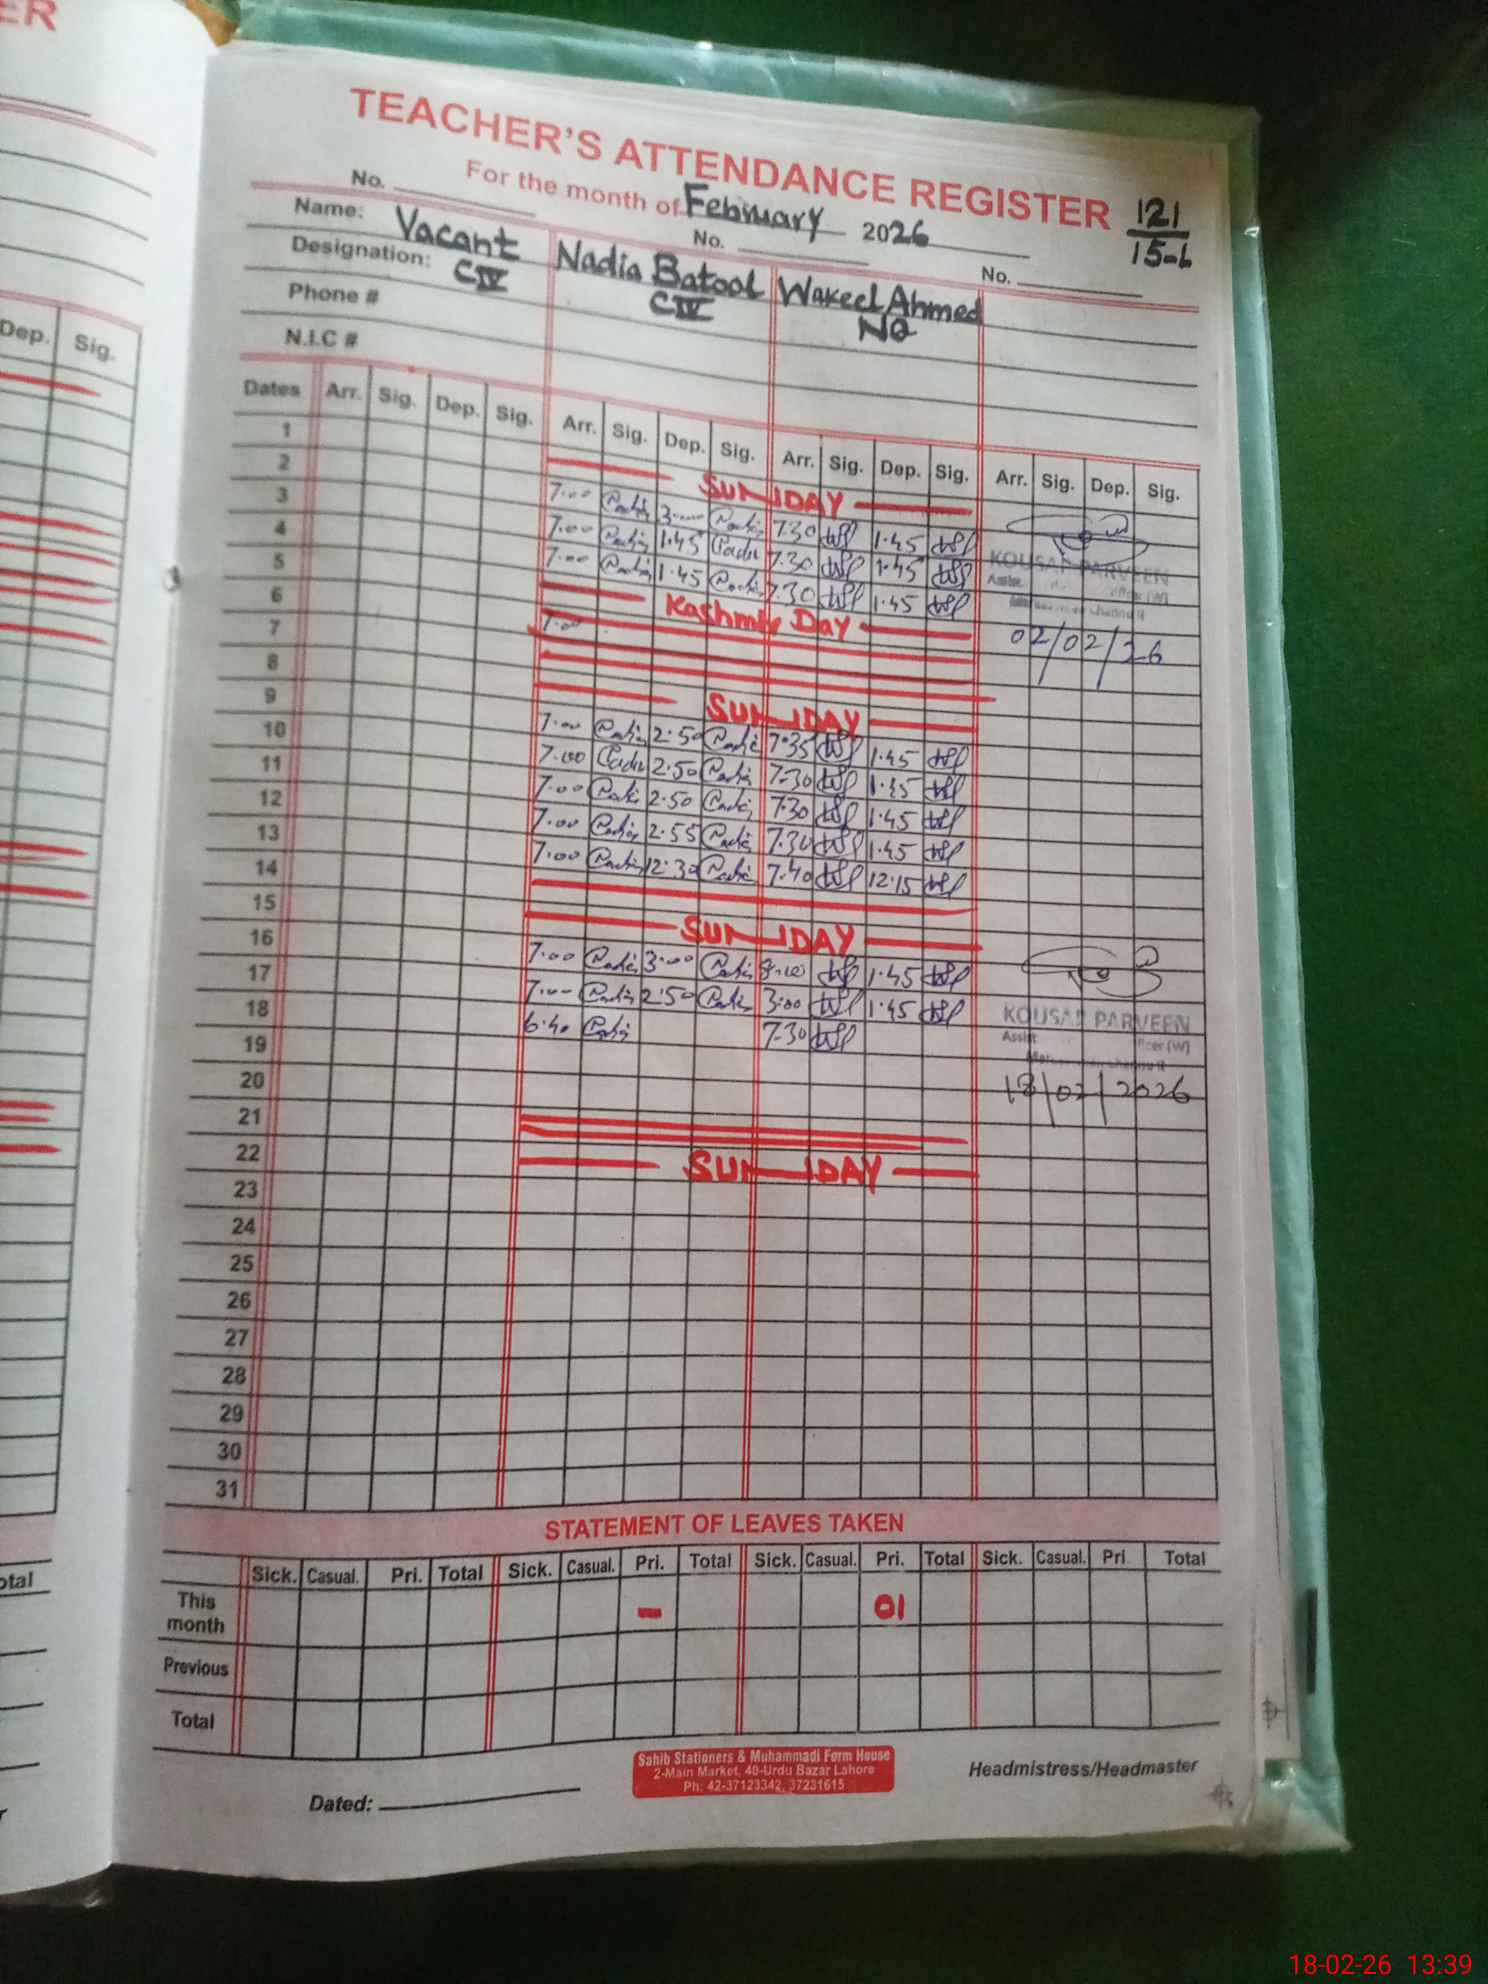 ER
TEACHER'S ATTENDANCE REGISTER
For the month of February 2026
121
15-L
No. No. No.
Name: Vacant Nadia Batool Wakeel Ahmed
Designation: CIV CIV NQ
Phone #
N.I.C #
Dep. Sig.
Dates Arr. Sig. Dep. Sig. Arr. Sig. Dep. Sig. Arr. Sig. Dep. Sig. Arr. Sig. Dep. Sig.
1 SUNDAY
2 7.00 3.00 7.30 1.45
3 7.00 1.45 7.30 1.45
4 7.00 1.45 7.30 1.45
5 Kashmir Day
6 7.00
7
8 SUNDAY
9 7.00 2:50 7.35 1.45
10 7.00 2.50 7.30 1.45
11 7.00 2.50 7.30 1.45
12 7.00 2.55 7.30 1.45
13 7.00 12:30 7.40 12:15
14
15 SUNDAY
16 7.00 3.00 8.00 1.45
17 7.00 2:50 1.45
18 6:40 7.30
19
20
21
22 SUNDAY
23
24
25
26
27
28
29
30
31
KOUSAR PARVEEN
(W)
02/02/26
KOUSAR PARVEEN
(W)
18/02/2026
STATEMENT OF LEAVES TAKEN
Sick. Casual. Pri. Total Sick. Casual. Pri. Total Sick. Casual. Pri. Total Sick. Casual. Pri. Total
This month - 01
Previous
Total
Sahib Stationers & Muhammadi Form House
2-Main Market, 40-Urdu Bazar Lahore
Ph: 42-37123342, 37231615
Dated:
Headmistress/Headmaster
18-02-26 13:39